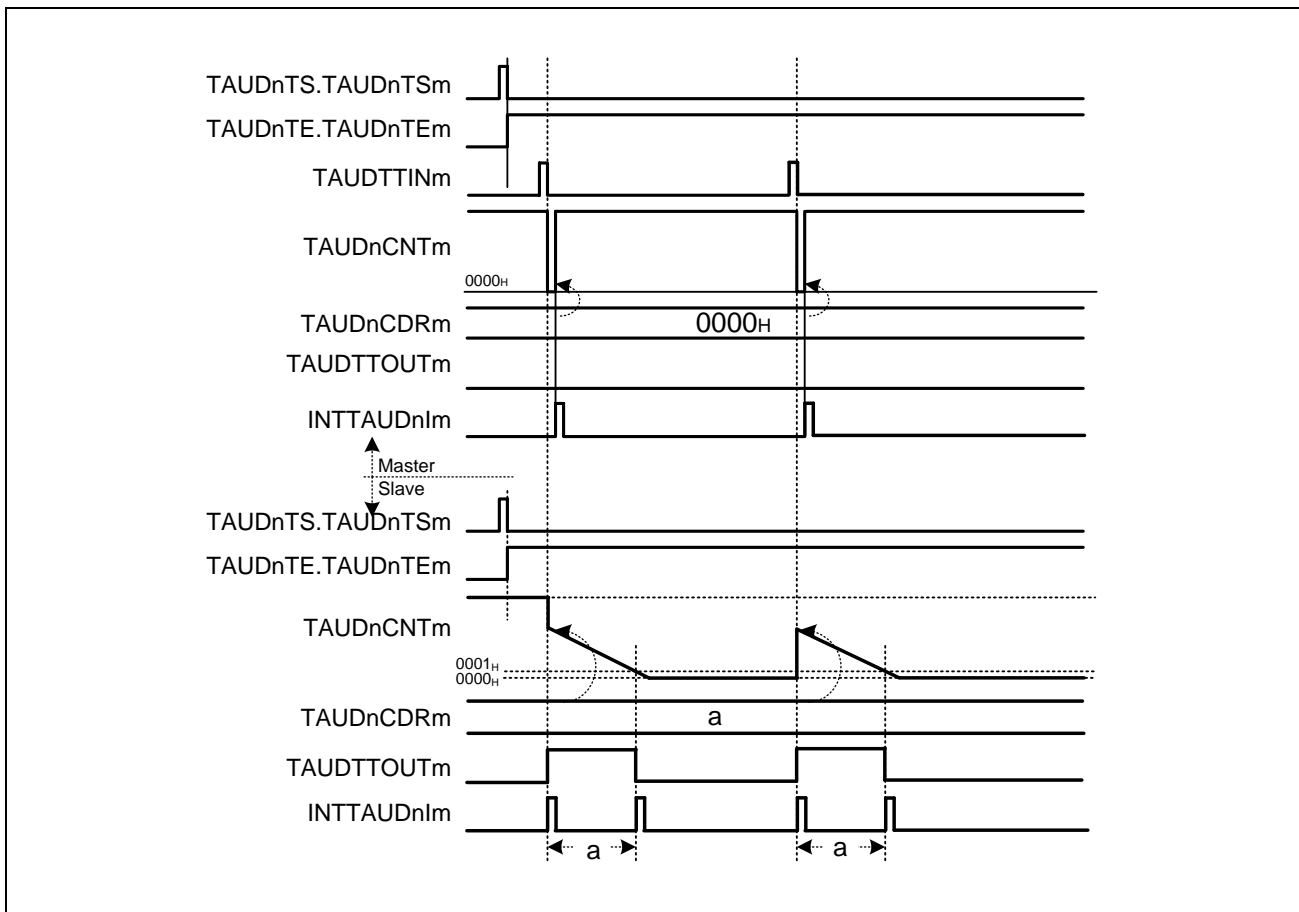 TAUDnTS.TAUDnTSm
TAUDnTE.TAUDnTEm
TAUDTTINm
TAUDnCNTm
0000H
TAUDnCDRm
0000H
TAUDTTOUTm
INTTAUDnIm
Master
Slave
TAUDnTS.TAUDnTSm
TAUDnTE.TAUDnTEm
TAUDnCNTm
0001H
0000H
TAUDnCDRm
a
TAUDTTOUTm
INTTAUDnIm
a a